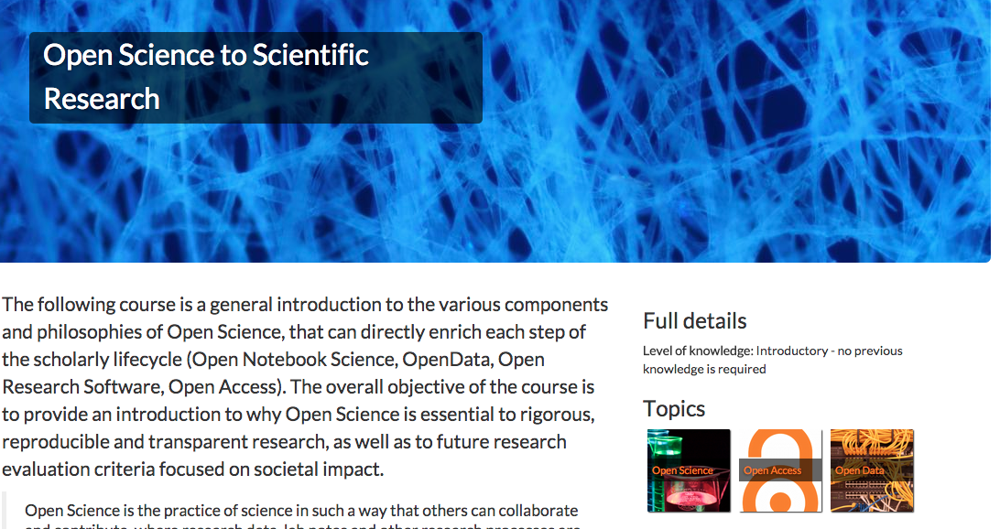 Open Science to Scientific
Research
The following course is a general introduction to the various components
and philosophies of Open Science, that can directly enrich each step of
the scholarly lifecycle (Open Notebook Science, OpenData, Open
Research Software, Open Access). The overall objective of the course is
to provide an introduction to why Open Science is essential to rigorous,
reproducible and transparent research, as well as to future research
evaluation criteria focused on societal impact.
Open Science is the practice of science in such a way that others can collaborate
and contribute, where research data, lab notes and other research processes are
Full details
Level of knowledge: Introductory - no previous
knowledge is required
Topics
Open Science
Open Access
Open Data